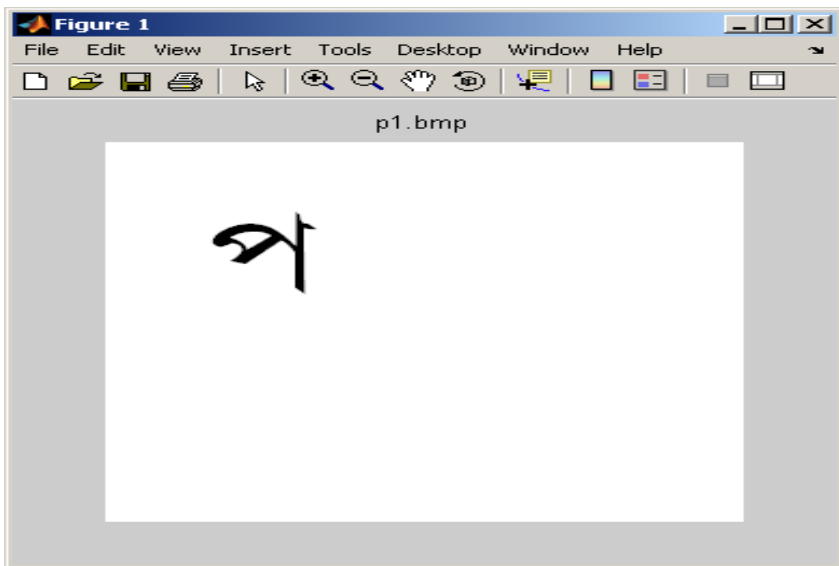 Figure 1
File Edit View Insert Tools Desktop Window Help
p1.bmp
প